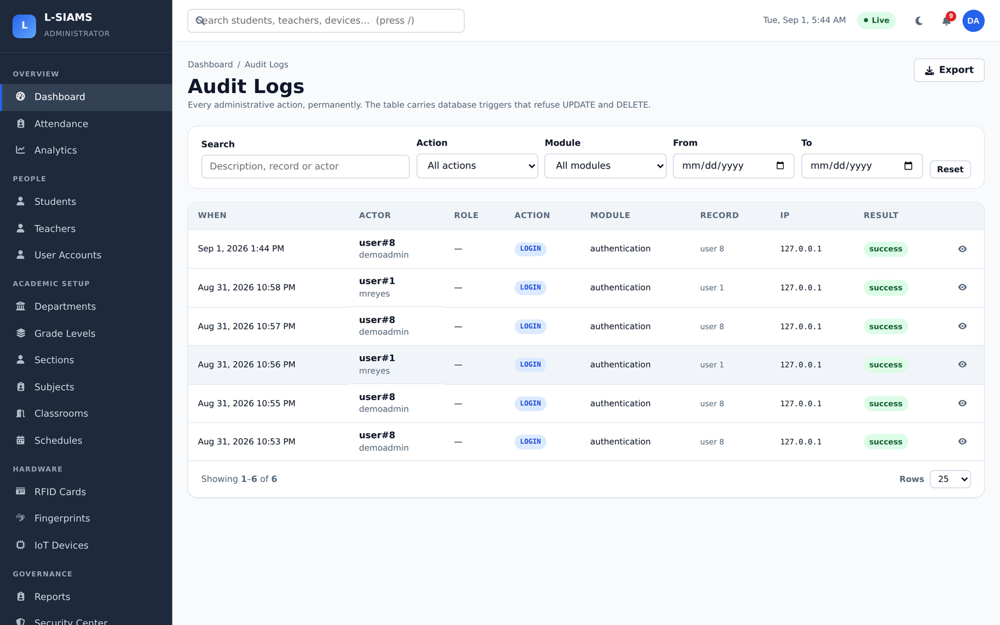 L
L-SIAMS
ADMINISTRATOR
OVERVIEW
Dashboard
Attendance
Analytics
PEOPLE
Students
Teachers
User Accounts
ACADEMIC SETUP
Departments
Grade Levels
Sections
Subjects
Classrooms
Schedules
HARDWARE
RFID Cards
Fingerprints
IoT Devices
GOVERNANCE
Reports
Security Center
Search students, teachers, devices... (press /)
Tue, Sep 1, 5:44 AM
Live
9
DA
Dashboard / Audit Logs
Audit Logs
Every administrative action, permanently. The table carries database triggers that refuse UPDATE and DELETE.
Export
Search Action Module From To
Description, record or actor All actions All modules mm/dd/yyyy mm/dd/yyyy Reset
WHEN ACTOR ROLE ACTION MODULE RECORD IP RESULT
Sep 1, 2026 1:44 PM user#8 demoadmin — LOGIN authentication user 8 127.0.0.1 success
Aug 31, 2026 10:58 PM user#1 mreyes — LOGIN authentication user 1 127.0.0.1 success
Aug 31, 2026 10:57 PM user#8 demoadmin — LOGIN authentication user 8 127.0.0.1 success
Aug 31, 2026 10:56 PM user#1 mreyes — LOGIN authentication user 1 127.0.0.1 success
Aug 31, 2026 10:55 PM user#8 demoadmin — LOGIN authentication user 8 127.0.0.1 success
Aug 31, 2026 10:53 PM user#8 demoadmin — LOGIN authentication user 8 127.0.0.1 success
Showing 1–6 of 6
Rows 25